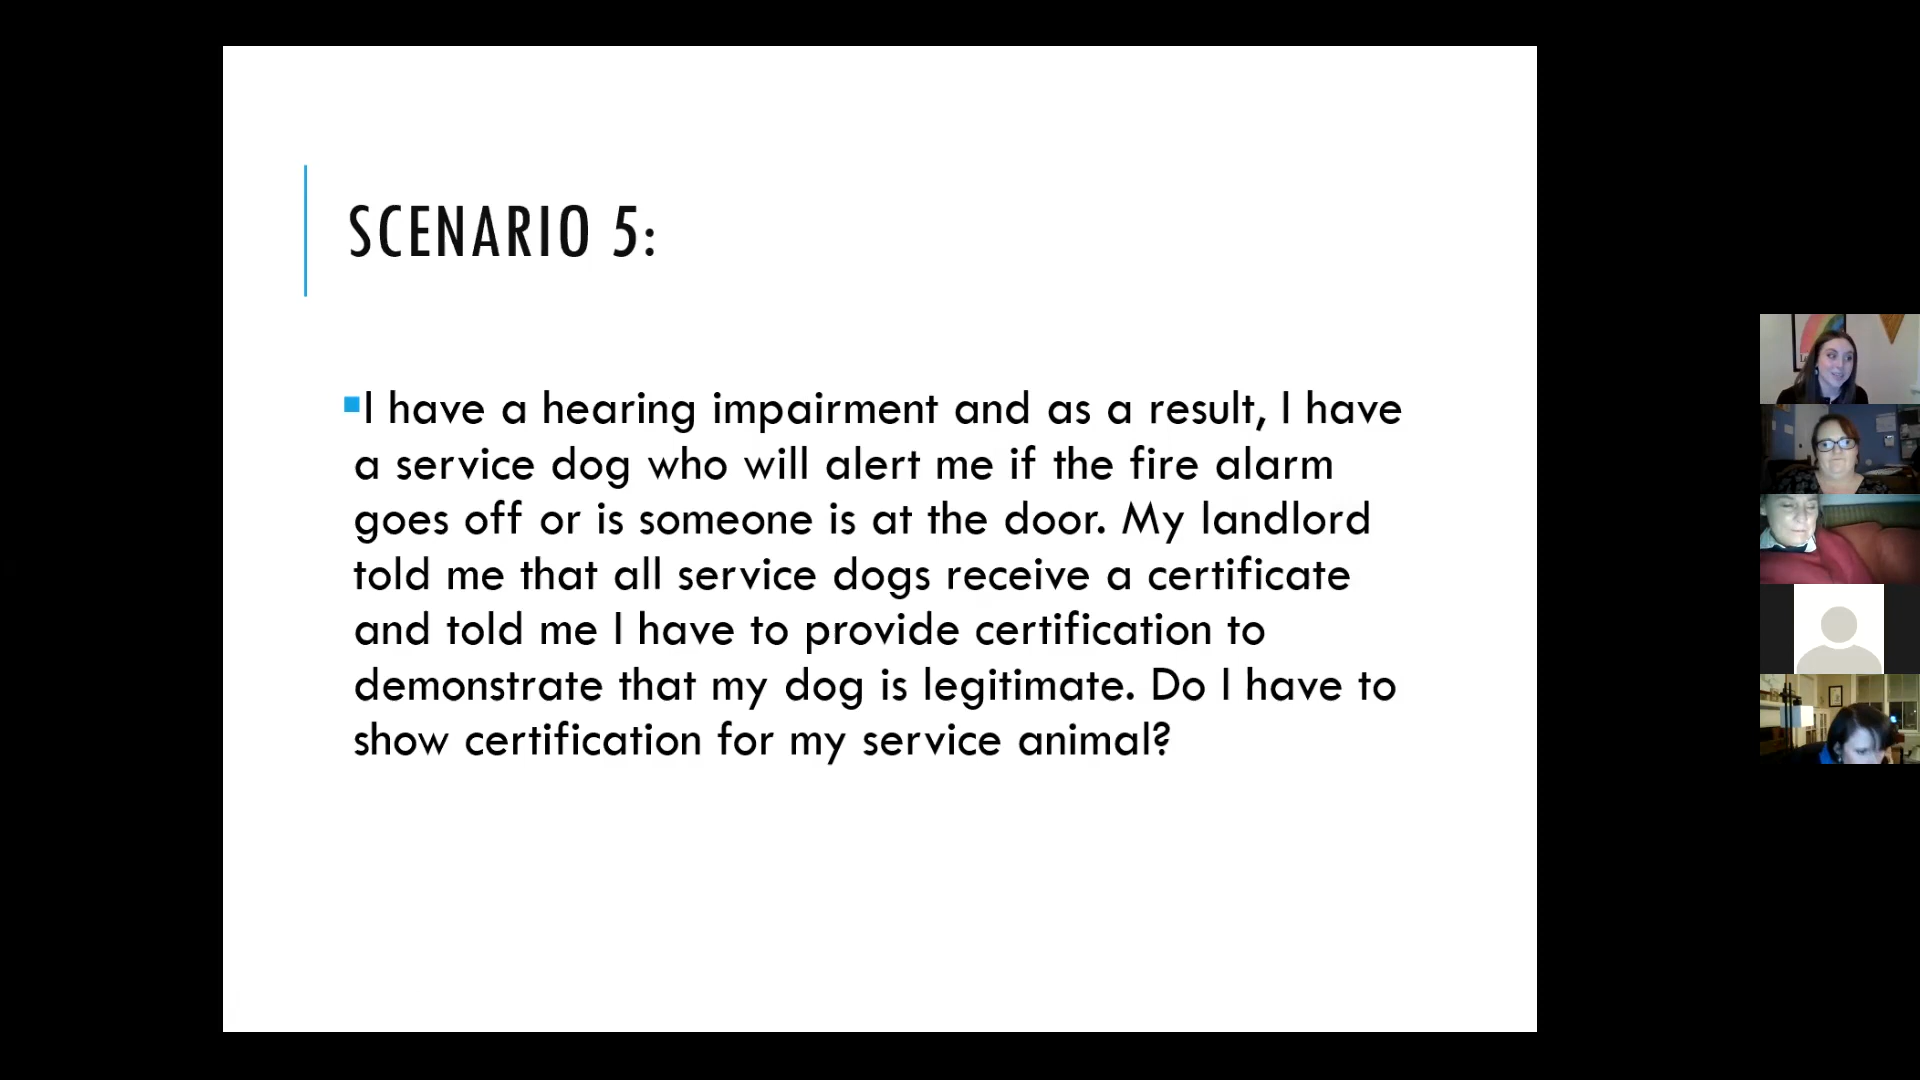 SCENARIO 5:
I have a hearing impairment and as a result, I have
a service dog who will alert me if the fire alarm
goes off or is someone is at the door. My landlord
told me that all service dogs receive a certificate
and told me I have to provide certification to
demonstrate that my dog is legitimate. Do I have to
show certification for my service animal?